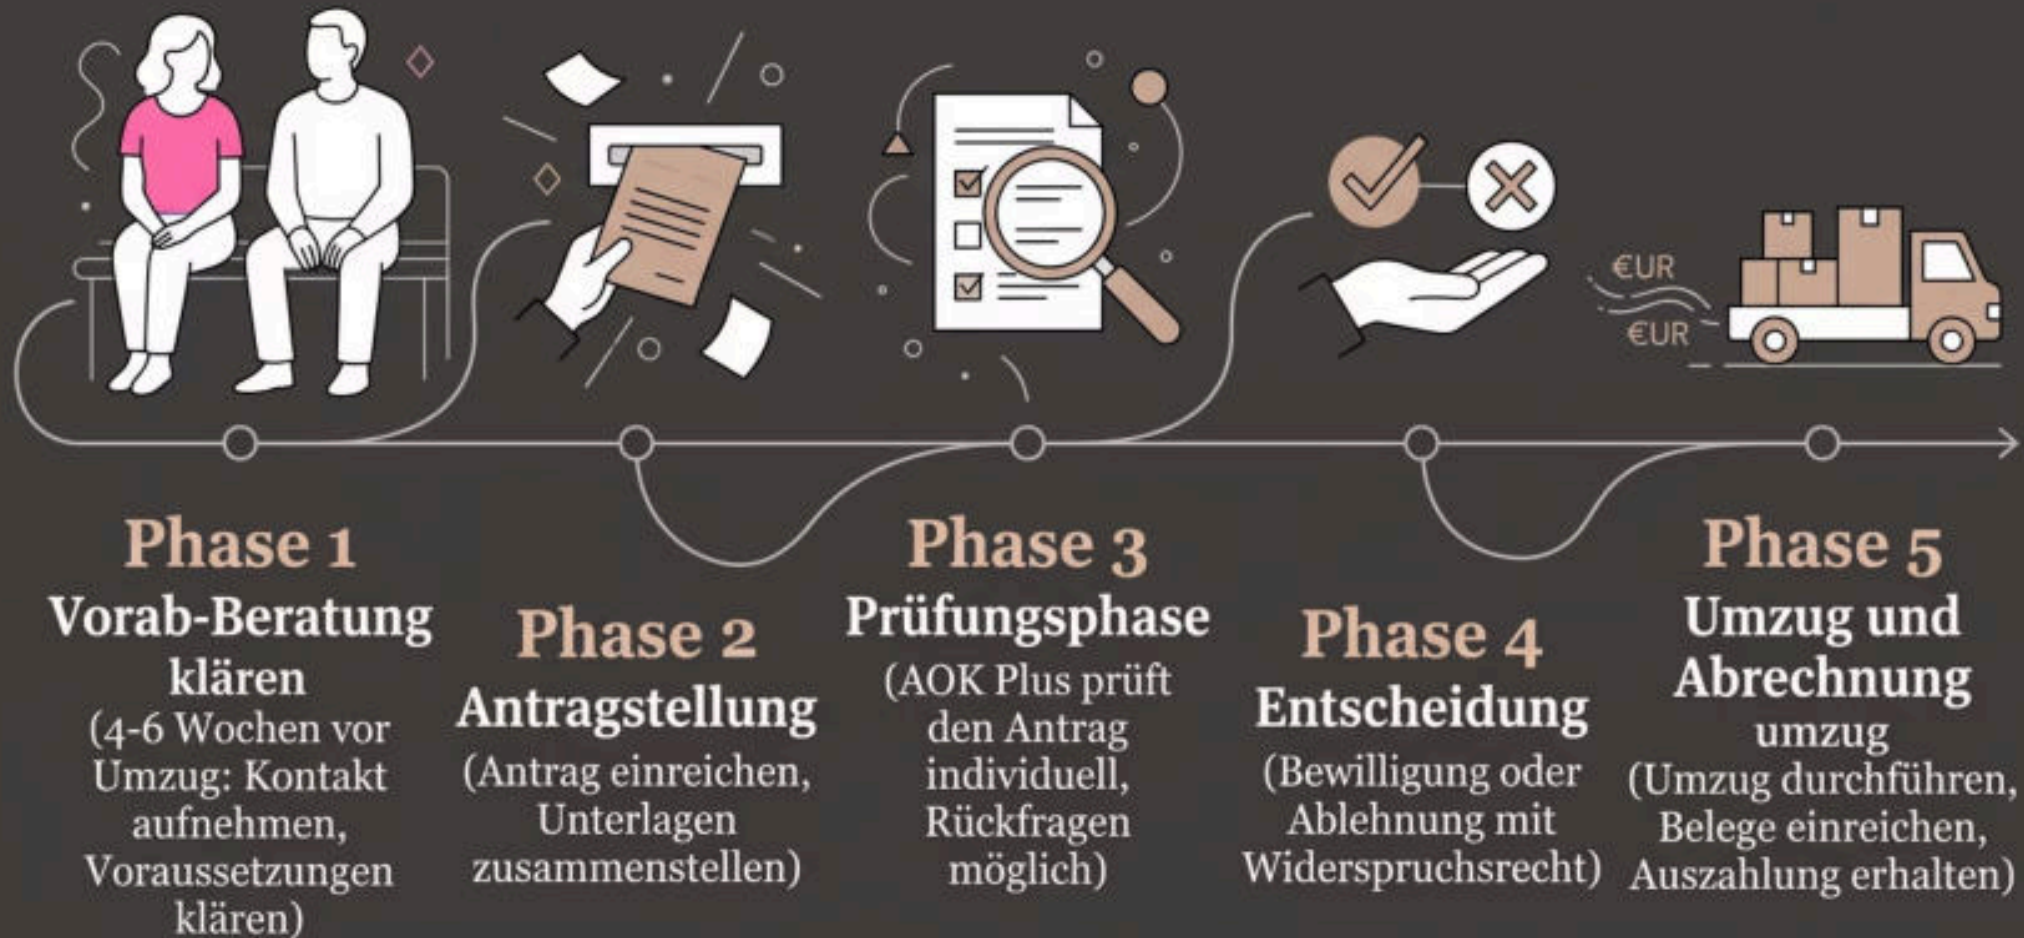 €UR
€UR
Phase 1
Vorab-Beratung
klären
(4-6 Wochen vor
Umzug: Kontakt
aufnehmen,
Voraussetzungen
klären)
Phase 2
Antragstellung
(Antrag einreichen,
Unterlagen
zusammenstellen)
Phase 3
Prüfungsphase
(AOK Plus prüft
den Antrag
individuell,
Rückfragen
möglich)
Phase 4
Entscheidung
(Bewilligung oder
Ablehnung mit
Widerspruchsrecht)
Phase 5
Umzug und
Abrechnung
umzug
(Umzug durchführen,
Belege einreichen,
Auszahlung erhalten)